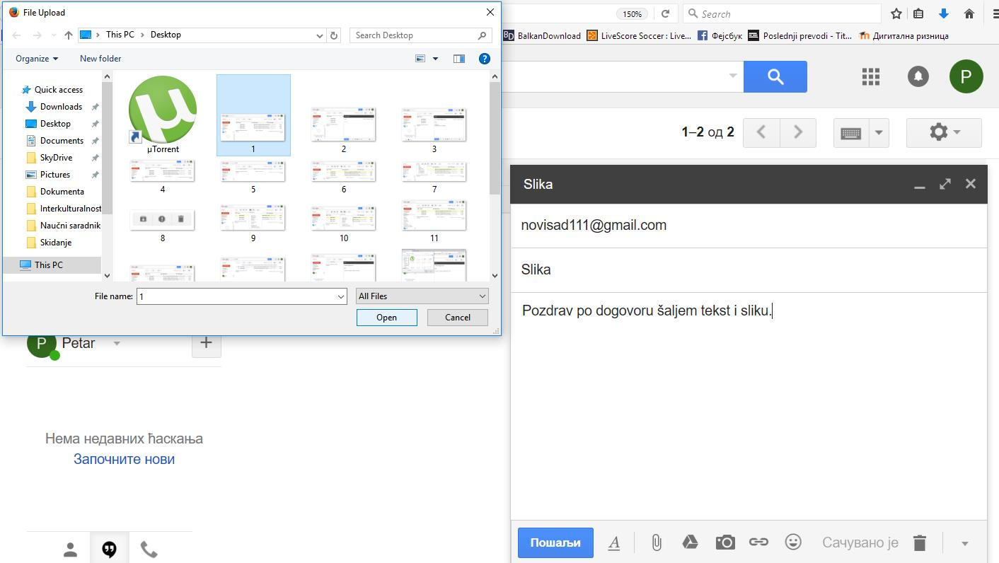 File Upload
This PC > Desktop
Search Desktop
Organize
New folder
Quick access
Downloads
Desktop
Documents
SkyDrive
Pictures
Dokumenta
Interkulturalnost
Naučni saradnik
Skidanje
This PC
µTorrent
1
2
3
4
5
6
7
8
9
10
11
File name: 1
All Files
Open
Cancel
150%
Search
BD BalkanDownload
LiveScore Soccer : Live...
Фејсбук
Poslednji prevodi - Tit...
Дигитална ризница
P
1–2 од 2
Slika
novisad111@gmail.com
Slika
Pozdrav po dogovoru šaljem tekst i sliku.
Пошаљи
A
Сачувано је
P Petar
Нема недавних ћаскања
Започните нови